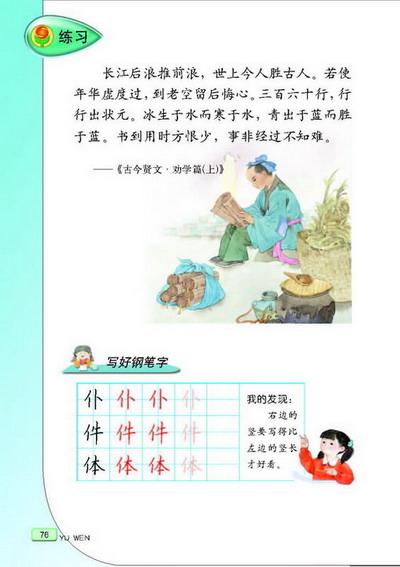 练习
长江后浪推前浪，世上今人胜古人。若使
年华虚度过，到老空留后悔心。三百六十行，行
行出状元。冰生于水而寒于水，青出于蓝而胜
于蓝。书到用时方恨少，事非经过不知难。
——《古今贤文·劝学篇(上)》
写好钢笔字
仆 仆 仆 仆
件 件 件 件
体 体 体 体
我的发现：
右边的
竖要写得比
左边的竖长
才好看。
76 YU WEN